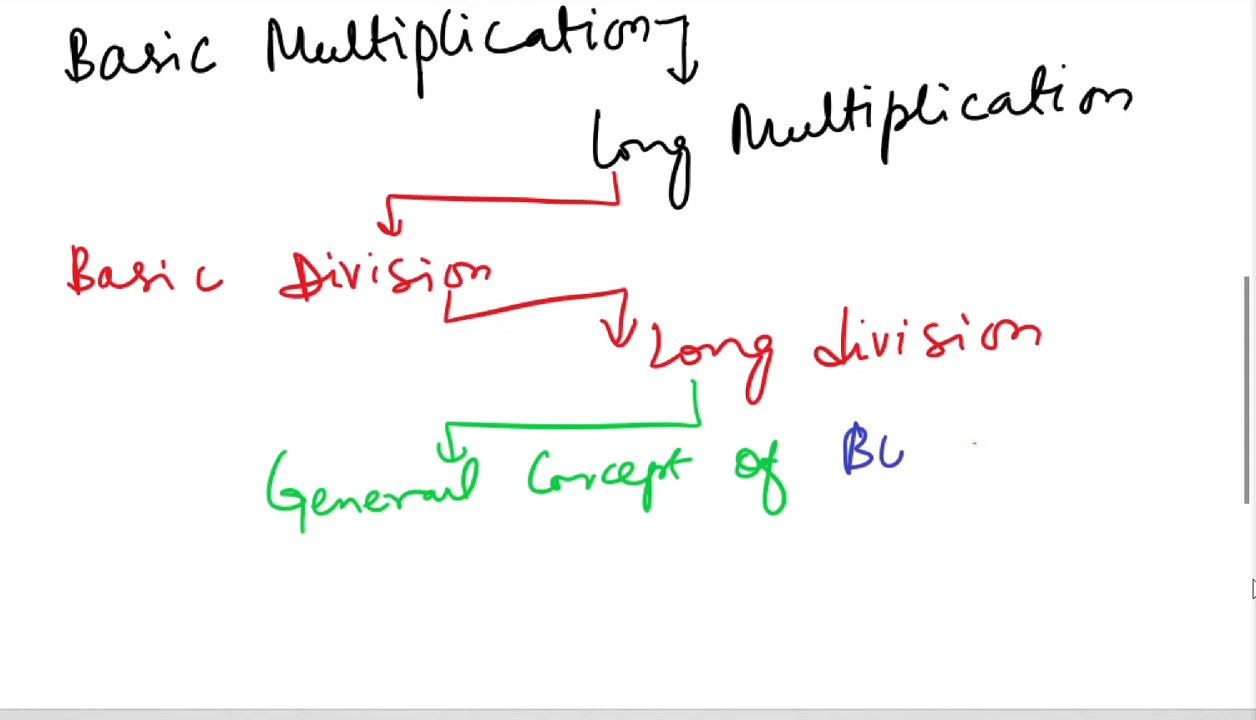 Basic Multiplication
Long Multiplication
Basic Division
Long division
General Concept of